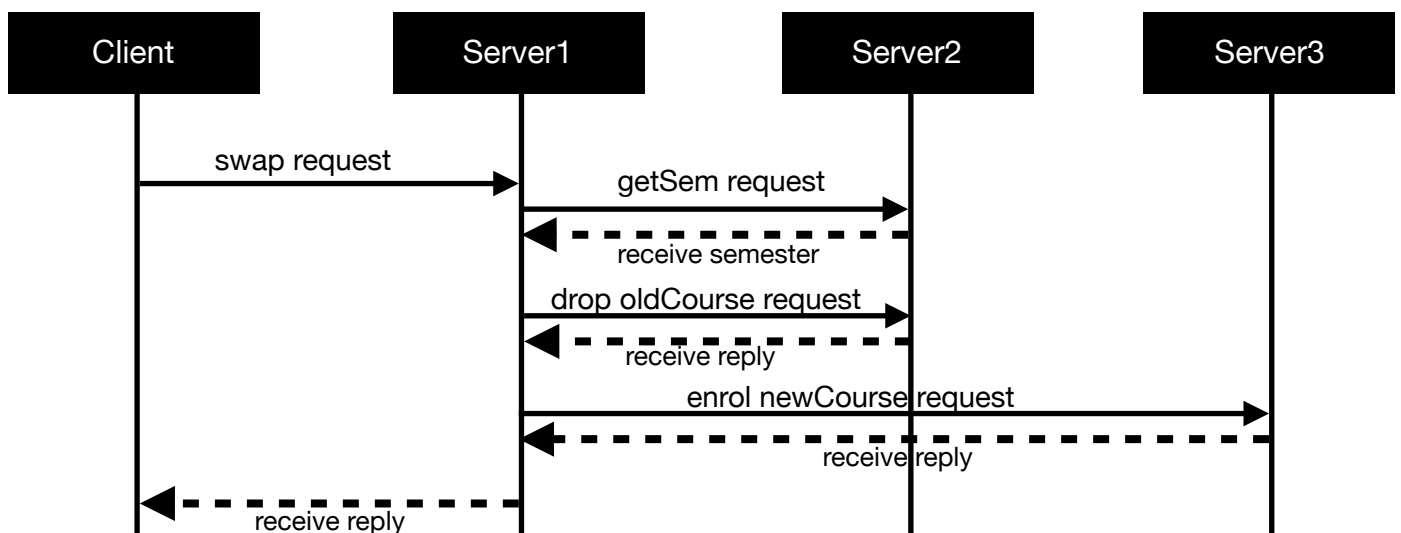 Client
Server1
Server2
Server3
swap request
getSem request
receive semester
drop oldCourse request
receive reply
enrol newCourse request
receive reply
receive reply